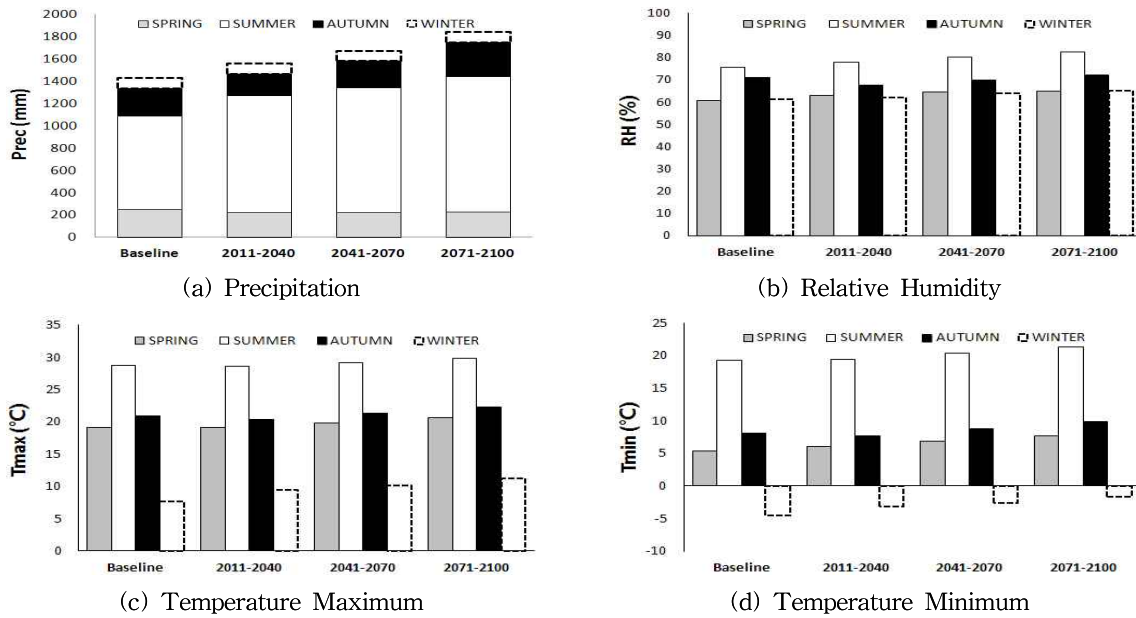 SPRING SUMMER AUTUMN WINTER
2000
1800
1600
1400
1200
1000
800
600
400
200
0
Prec (mm)
Baseline 2011-2040 2041-2070 2071-2100
(a) Precipitation
SPRING SUMMER AUTUMN WINTER
100
90
80
70
60
50
40
30
20
10
0
RH (%)
Baseline 2011-2040 2041-2070 2071-2100
(b) Relative Humidity
SPRING SUMMER AUTUMN WINTER
35
30
25
20
15
10
5
0
Tmax (℃)
Baseline 2011-2040 2041-2070 2071-2100
(c) Temperature Maximum
SPRING SUMMER AUTUMN WINTER
25
20
15
10
5
0
-5
-10
Tmin (℃)
Baseline 2011-2040 2041-2070 2071-2100
(d) Temperature Minimum